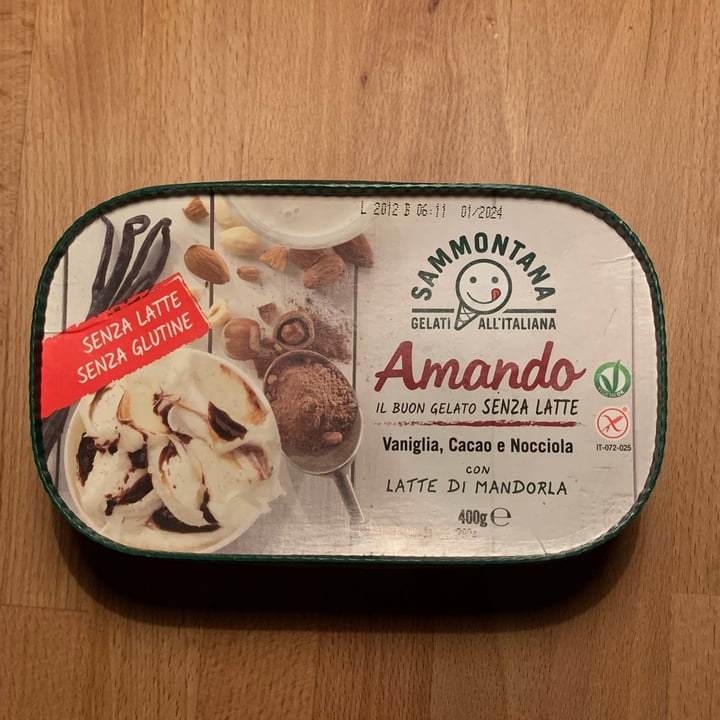 L 2012 B 06:11 01/2024
SAMMONTANA
GELATI ALL'ITALIANA
SENZA LATTE
SENZA GLUTINE
Amando
IL BUON GELATO SENZA LATTE
Vaniglia, Cacao e Nocciola
CON
LATTE DI MANDORLA
IT-072-025
400g e